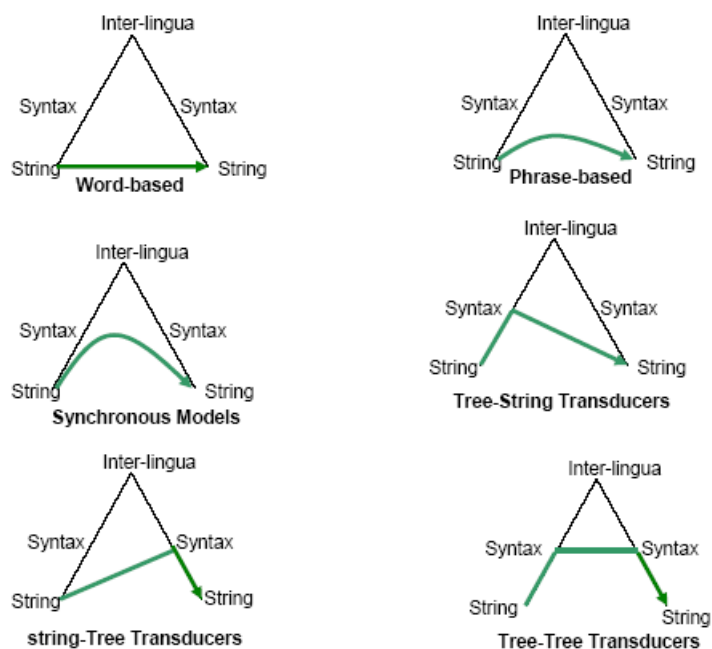 Inter-lingua
Syntax Syntax
String String
Word-based
Inter-lingua
Syntax Syntax
String String
Phrase-based
Inter-lingua
Syntax Syntax
String String
Synchronous Models
Inter-lingua
Syntax
String String
Tree-String Transducers
Inter-lingua
Syntax Syntax
String String
string-Tree Transducers
Inter-lingua
Syntax Syntax
String String
Tree-Tree Transducers